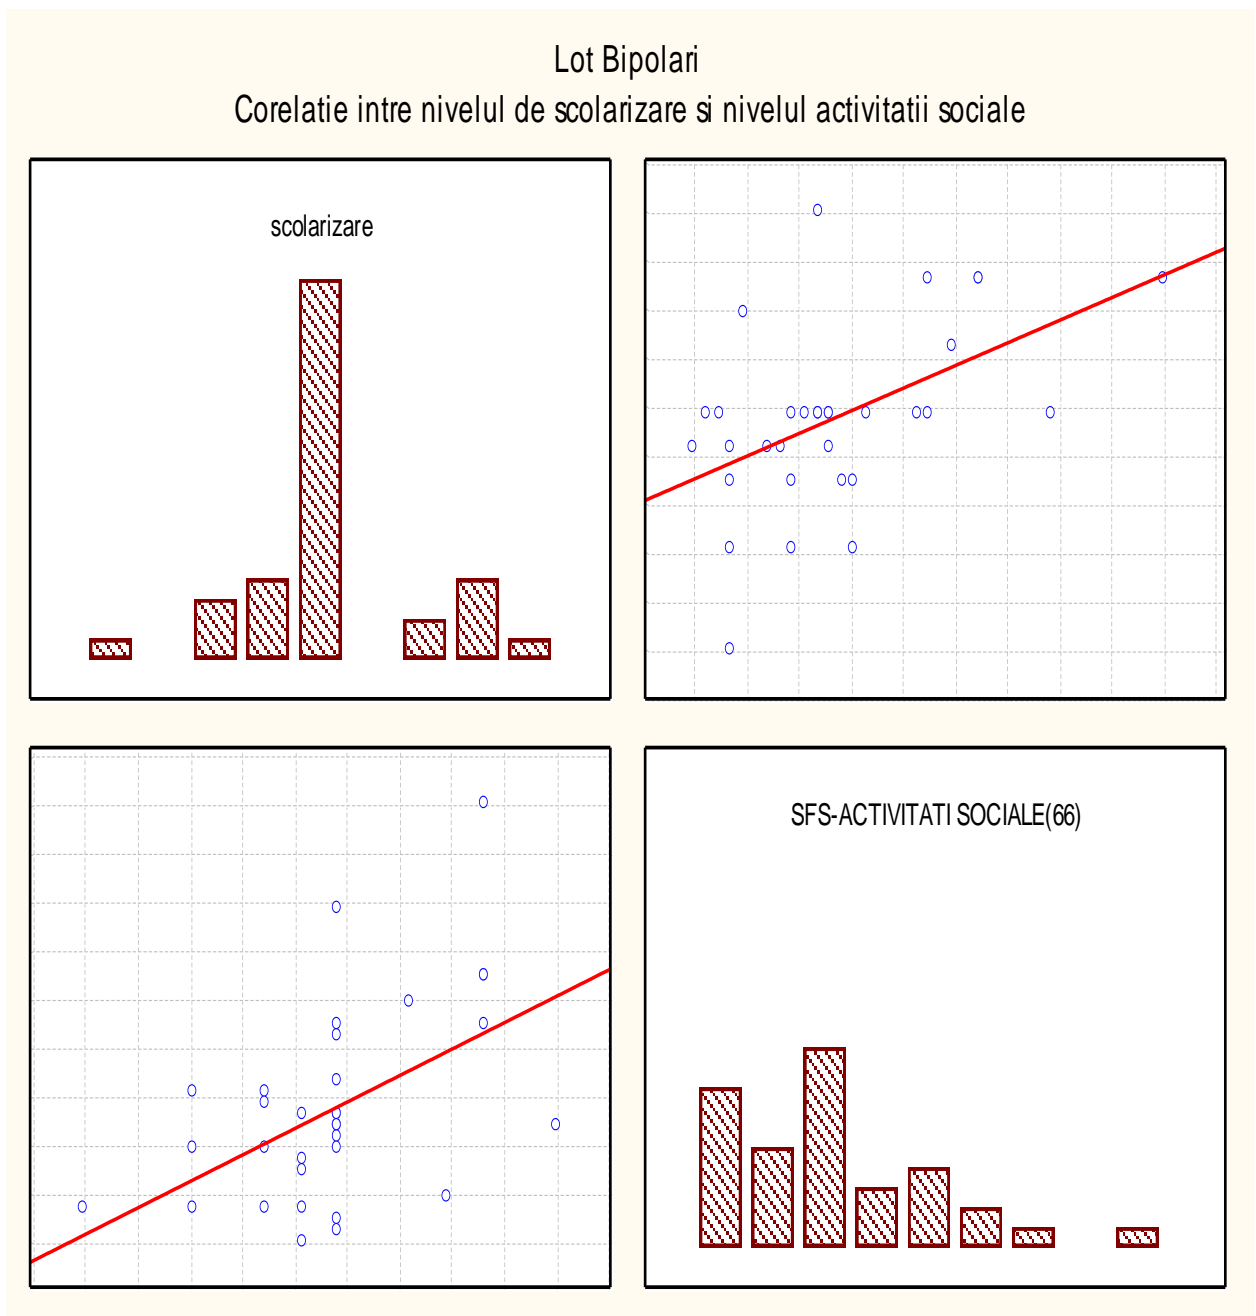 Lot Bipolari
Corelatie intre nivelul de scolarizare si nivelul activitatii sociale
scolarizare
SFS-ACTIVITATI SOCIALE(66)